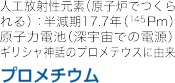 人工放射性元素(原子炉でつくら
れる):半減期17.7年(¹⁴⁵Pm)
原子力電池(深宇宙での電源)
ギリシャ神話のプロメテウスに由来
プロメチウム